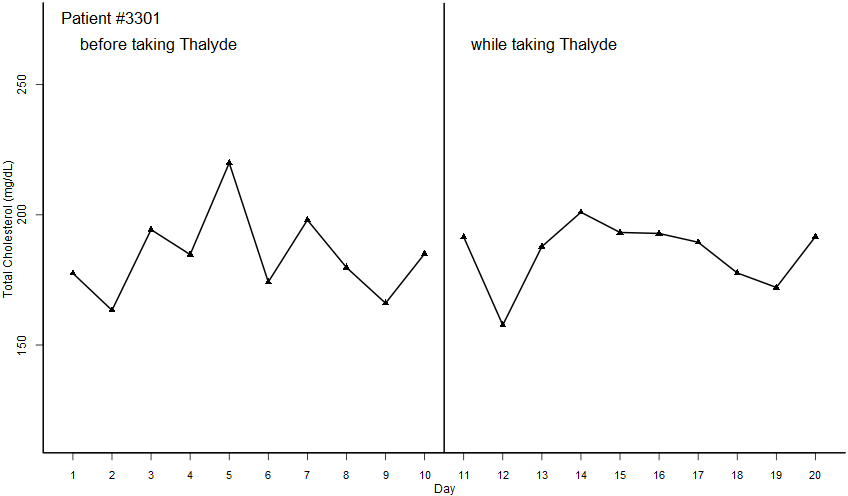 Patient #3301
before taking Thalyde
while taking Thalyde
Total Cholesterol (mg/dL)
250
200
150
1 2 3 4 5 6 7 8 9 10 11 12 13 14 15 16 17 18 19 20
Day